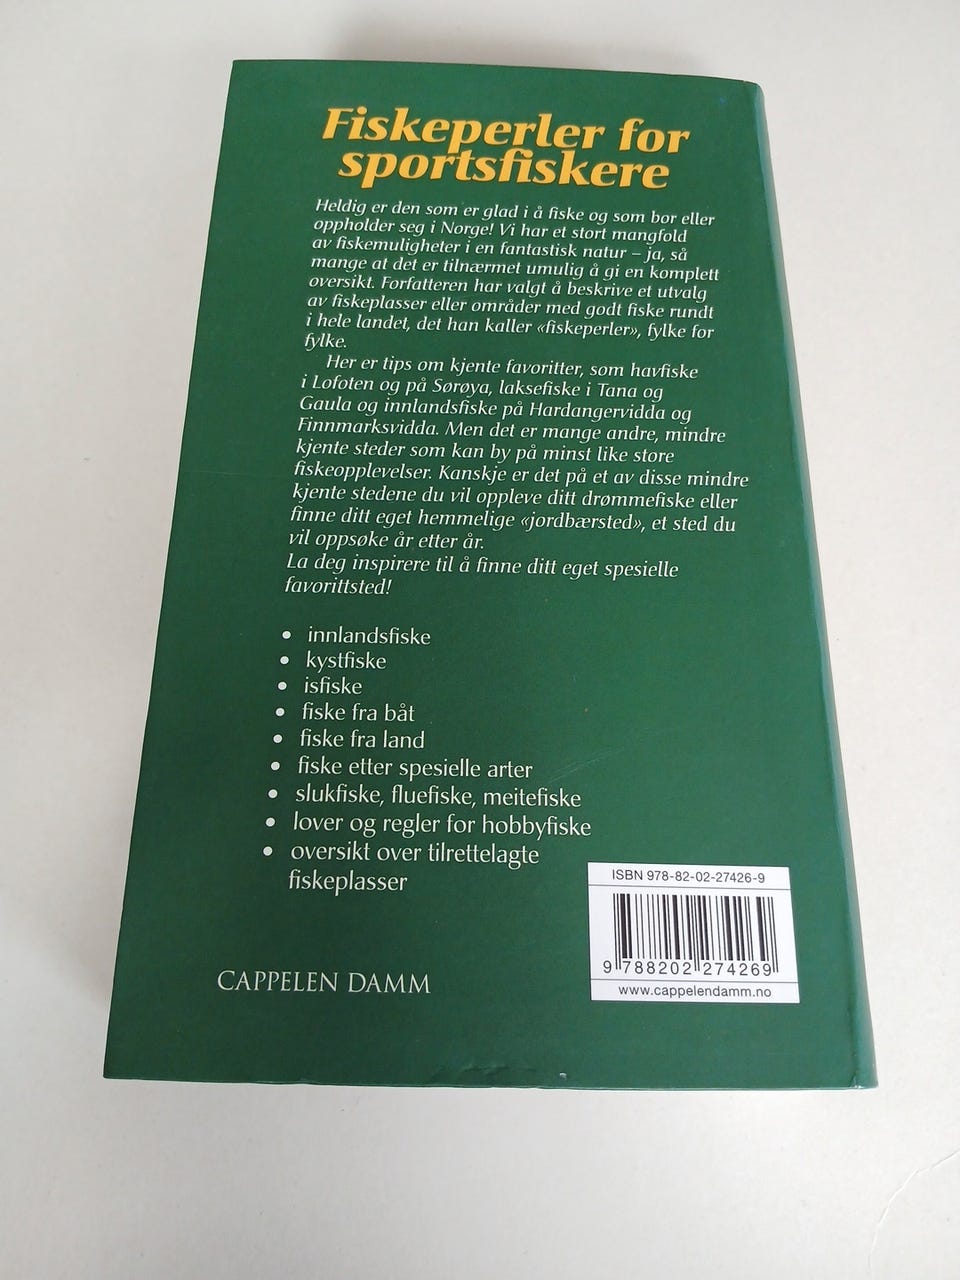 Fiskeperler for
sportsfiskere
Heldig er den som er glad i å fiske og som bor eller
oppholder seg i Norge! Vi har et stort mangfold
av fiskemuligheter i en fantastisk natur – ja, så
mange at det er tilnærmet umulig å gi en komplett
oversikt. Forfatteren har valgt å beskrive et utvalg
av fiskeplasser eller områder med godt fiske rundt
i hele landet, det han kaller «fiskeperler», fylke for
fylke.
Her er tips om kjente favoritter, som havfiske
i Lofoten og på Sørøya, laksefiske i Tana og
Gaula og innlandsfiske på Hardangervidda og
Finnmarksvidda. Men det er mange andre, mindre
kjente steder som kan by på minst like store
fiskeopplevelser. Kanskje er det på et av disse mindre
kjente stedene du vil oppleve ditt drømmefiske eller
finne ditt eget hemmelige «jordbærsted», et sted du
vil oppsøke år etter år.
La deg inspirere til å finne ditt eget spesielle
favorittsted!
• innlandsfiske
• kystfiske
• isfiske
• fiske fra båt
• fiske fra land
• fiske etter spesielle arter
• slukfiske, fluefiske, meitefiske
• lover og regler for hobbyfiske
• oversikt over tilrettelagte
fiskeplasser
ISBN 978-82-02-27426-9
9 788202 274269
www.cappelendamm.no
CAPPELEN DAMM